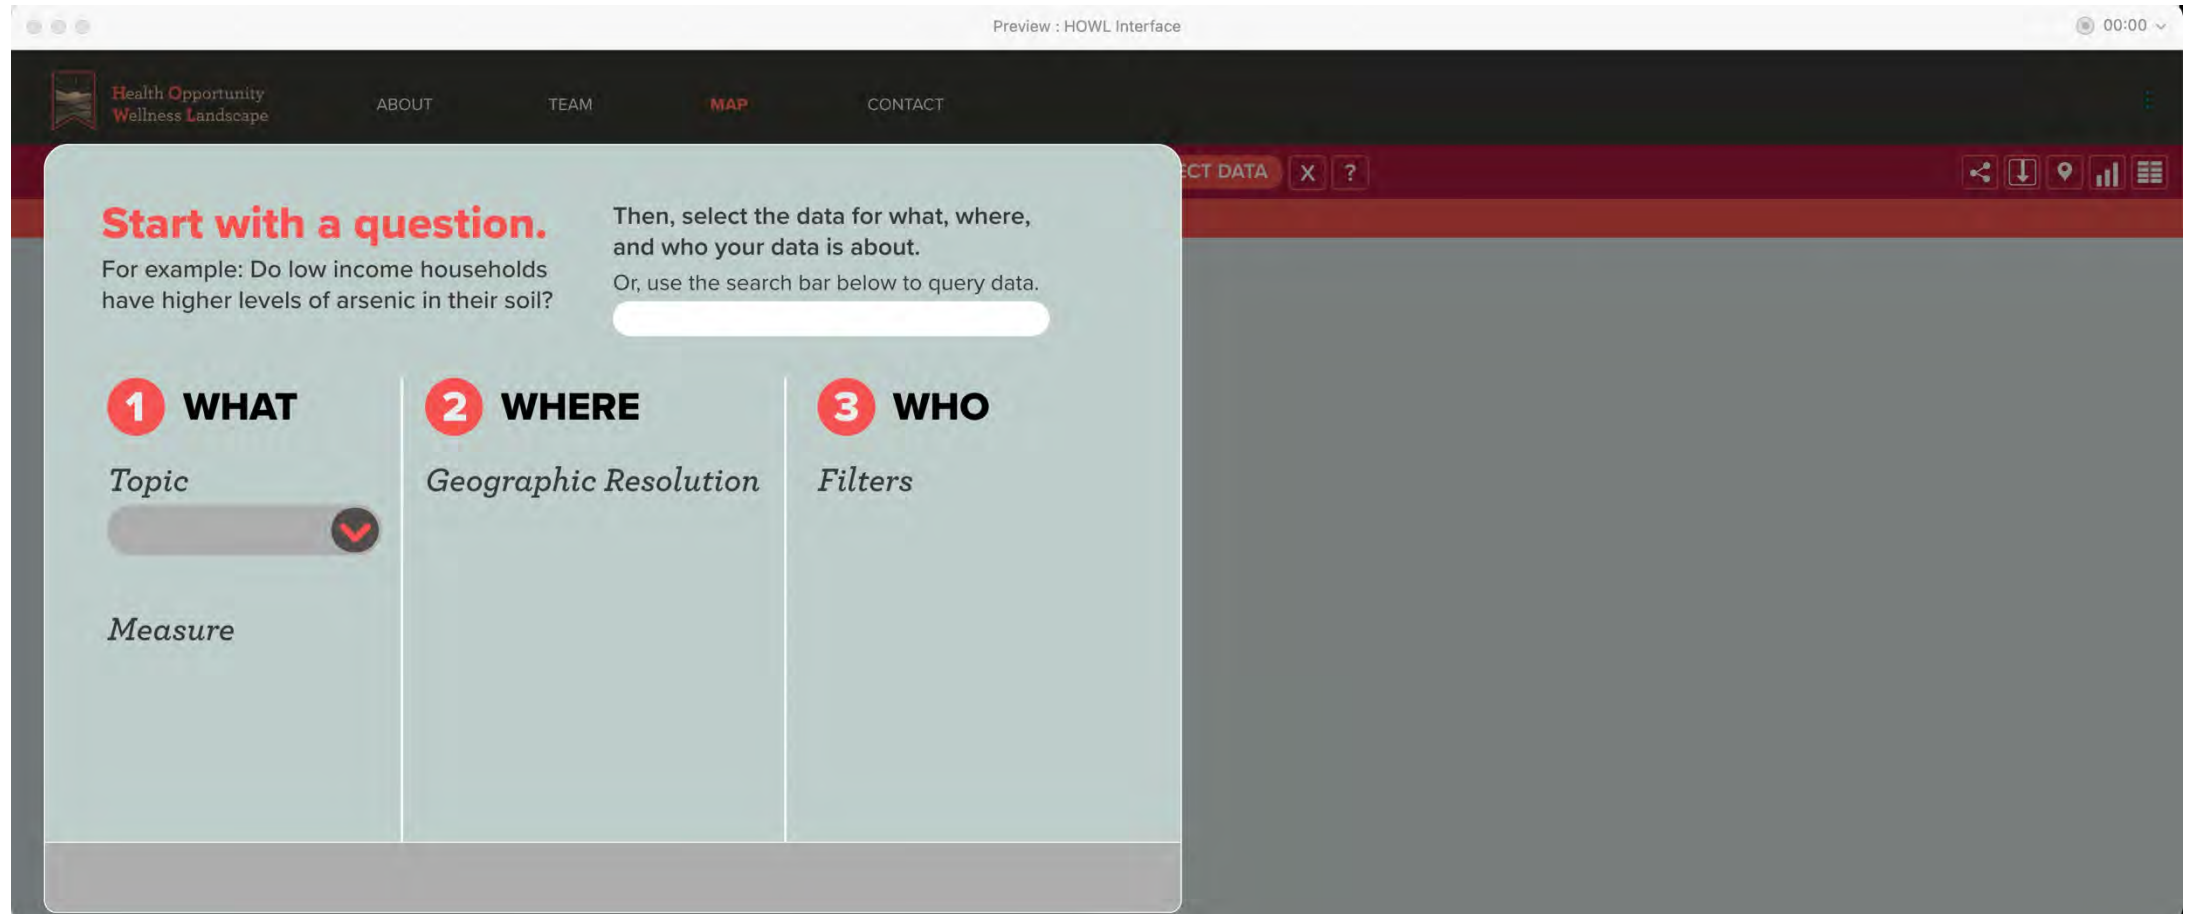 Preview : HOWL Interface
00:00
Health Opportunity
Wellness Landscape
ABOUT
TEAM
MAP
CONTACT
CT DATA
X
?
Start with a question.
For example: Do low income households
have higher levels of arsenic in their soil?
Then, select the data for what, where,
and who your data is about.
Or, use the search bar below to query data.
1 WHAT
Topic
Measure
2 WHERE
Geographic Resolution
3 WHO
Filters